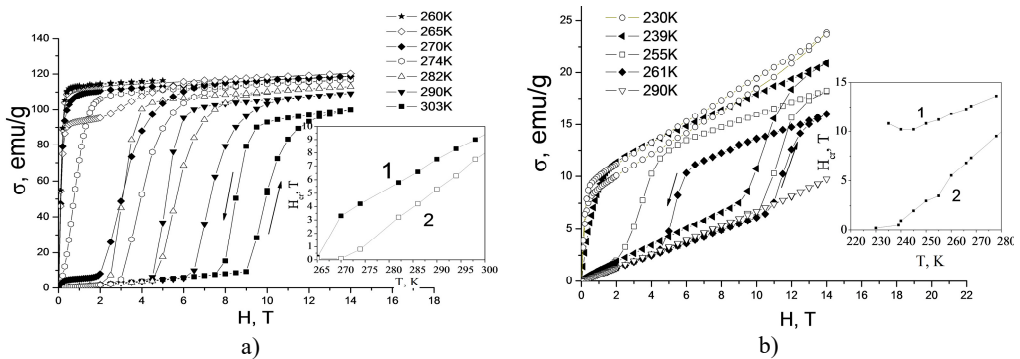 260K
265K
270K
274K
282K
290K
303K
140
120
100
80
60
40
20
0
σ, emu/g
0 2 4 6 8 10 12 14 16 18
H, T
10
9
8
7
6
5
4
3
2
1
0
H_cr, T
1
2
265 270 275 280 285 290 295 300
T, K
a)
230K
239K
255K
261K
290K
25
20
15
10
5
0
σ, emu/g
0 2 4 6 8 10 12 14 16 18 20 22
H, T
15
10
5
0
H_cr, T
1
2
220 230 240 250 260 270 280
T, K
b)